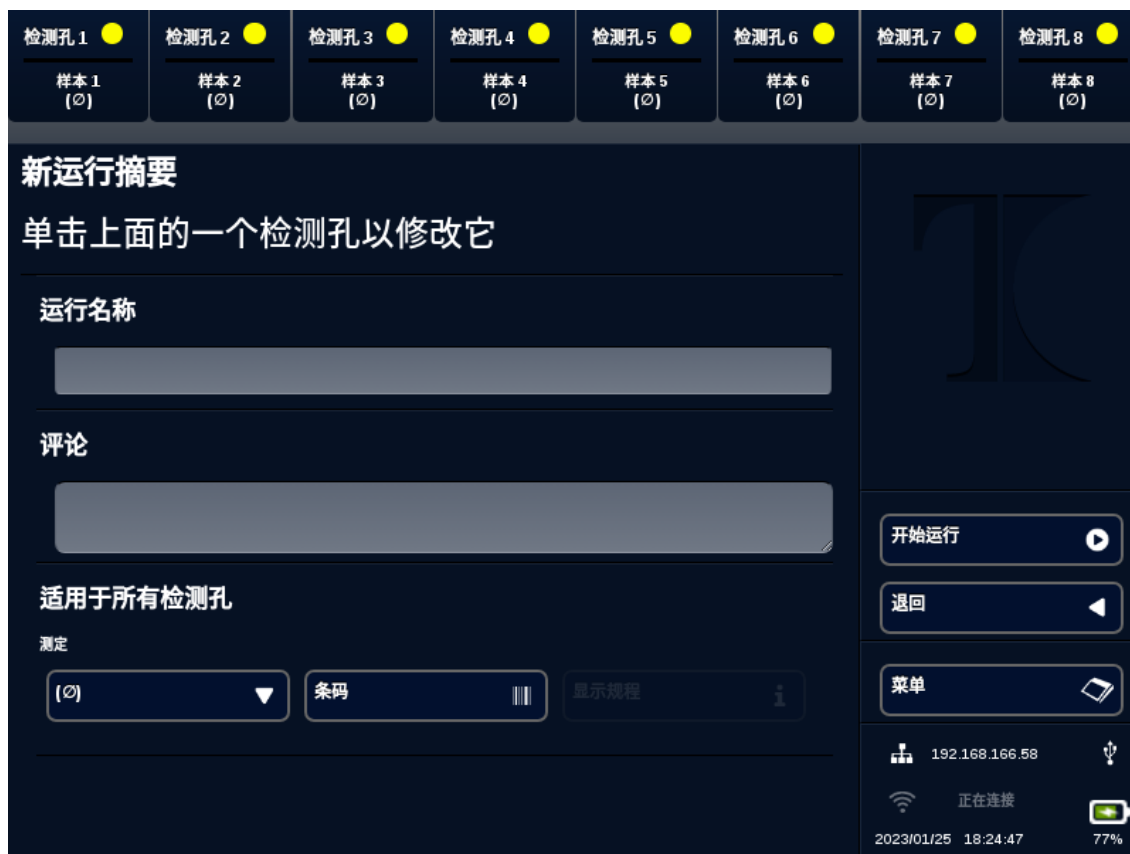 检测孔 1 检测孔 2 检测孔 3 检测孔 4 检测孔 5 检测孔 6 检测孔 7 检测孔 8
样本 1 样本 2 样本 3 样本 4 样本 5 样本 6 样本 7 样本 8
(∅) (∅) (∅) (∅) (∅) (∅) (∅) (∅)
新运行摘要
单击上面的一个检测孔以修改它
运行名称
评论
适用于所有检测孔
测定
(∅) 条码 显示规程
开始运行
退回
菜单
192.168.166.58
正在连接
2023/01/25 18:24:47 77%